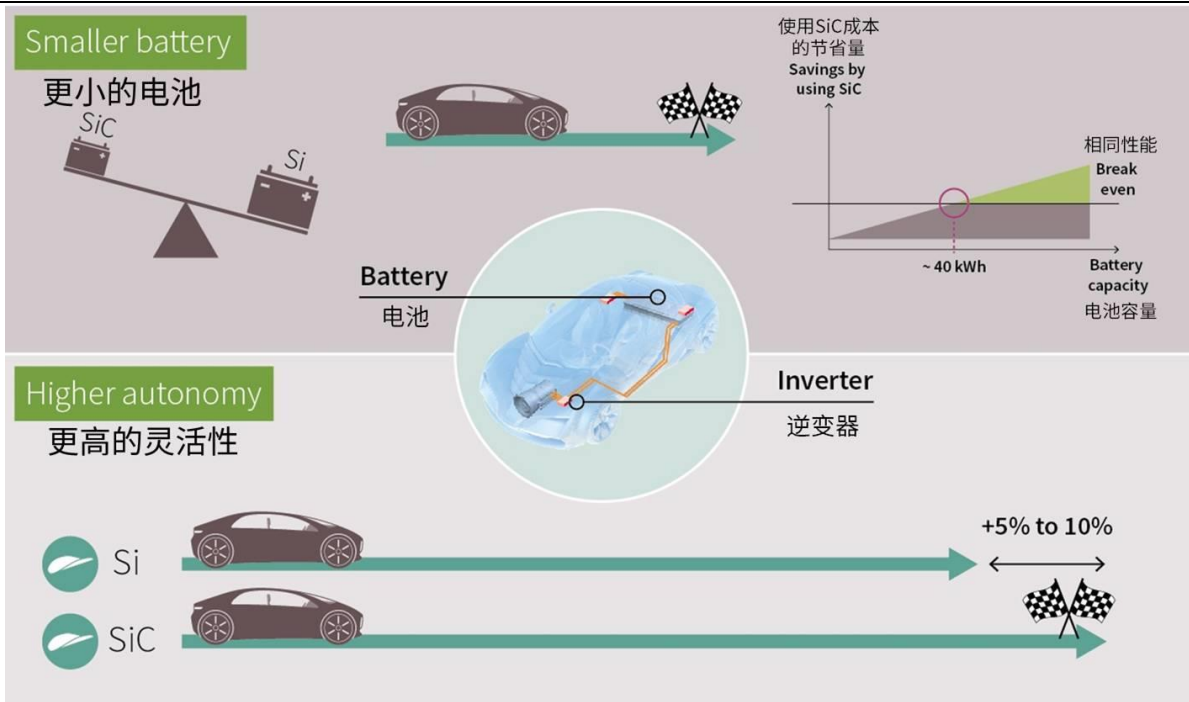 Smaller battery
更小的电池
SiC
Si
使用SiC成本
的节省量
Savings by
using SiC
相同性能
Break
even
~ 40 kWh
Battery
capacity
电池容量
Battery
电池
Inverter
逆变器
Higher autonomy
更高的灵活性
Si
+5% to 10%
SiC